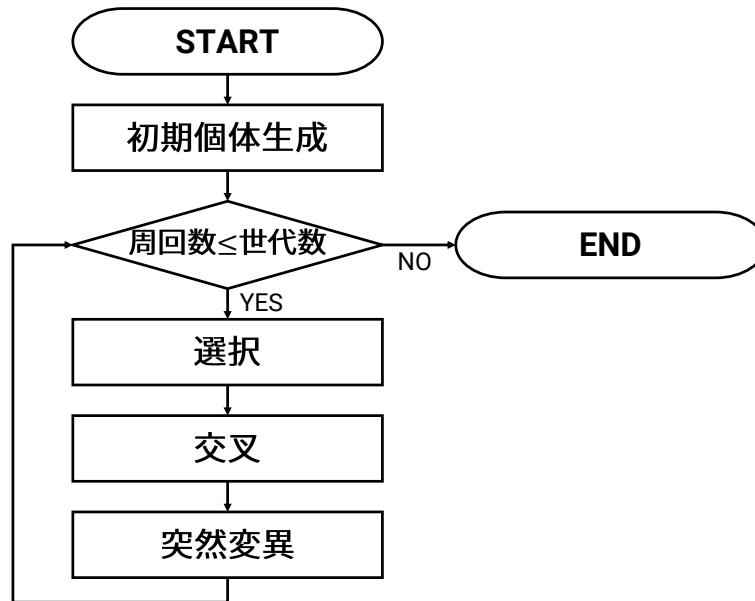 START
初期個体生成
周回数≤世代数
NO
END
YES
選択
交叉
突然変異